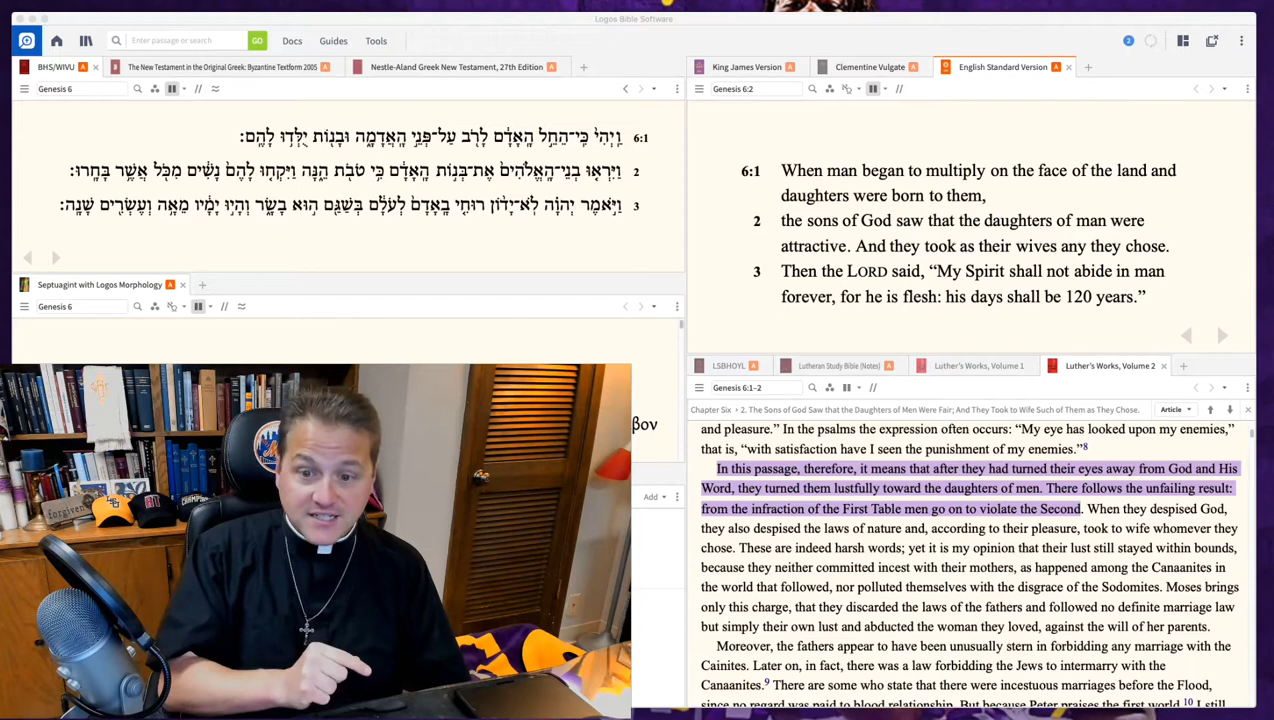 Logos Bible Software
Enter passage or search
GO
Docs
Guides
Tools
2
BHS/WIVU A
The New Testament in the Original Greek: Byzantine Textform 2005 A
Nestle-Aland Greek New Testament, 27th Edition A
Genesis 6
6:1 וַֽיְהִי֙ כִּֽי־הֵחֵ֣ל הָֽאָדָ֔ם לָרֹ֖ב עַל־פְּנֵ֣י הָֽאֲדָמָ֑ה וּבָנ֖וֹת יֻלְּד֥וּ לָהֶֽם׃
2 וַיִּרְא֤וּ בְנֵי־הָֽאֱלֹהִים֙ אֶת־בְּנ֣וֹת הָֽאָדָ֔ם כִּ֥י טֹבֹ֖ת הֵ֑נָּה וַיִּקְח֤וּ לָהֶם֙ נָשִׁ֔ים מִכֹּ֖ל אֲשֶׁ֥ר בָּחָֽרוּ׃
3 וַיֹּ֣אמֶר יְהוָ֗ה לֹֽא־יָד֨וֹן רוּחִ֤י בָֽאָדָם֙ לְעֹלָ֔ם בְּשַׁגַּ֖ם ה֣וּא בָשָׂ֑ר וְהָי֣וּ יָמָ֔יו מֵאָ֥ה וְעֶשְׂרִ֖ים שָׁנָֽה׃
Septuagint with Logos Morphology A
Genesis 6
βον
Add
King James Version A
Clementine Vulgate A
English Standard Version A
Genesis 6:2
6:1 When man began to multiply on the face of the land and
daughters were born to them,
2 the sons of God saw that the daughters of man were
attractive. And they took as their wives any they chose.
3 Then the LORD said, “My Spirit shall not abide in man
forever, for he is flesh: his days shall be 120 years.”
LSBHOYL A
Lutheran Study Bible (Notes) A
Luther's Works, Volume 1
Luther's Works, Volume 2
Genesis 6:1–2
Chapter Six > 2. The Sons of God Saw that the Daughters of Men Were Fair; And They Took to Wife Such of Them as They Chose.
Article
and pleasure.” In the psalms the expression often occurs: “My eye has looked upon my enemies,”
that is, “with satisfaction have I seen the punishment of my enemies.”8
In this passage, therefore, it means that after they had turned their eyes away from God and His
Word, they turned them lustfully toward the daughters of men. There follows the unfailing result:
from the infraction of the First Table men go on to violate the Second. When they despised God,
they also despised the laws of nature and, according to their pleasure, took to wife whomever they
chose. These are indeed harsh words; yet it is my opinion that their lust still stayed within bounds,
because they neither committed incest with their mothers, as happened among the Canaanites in
the world that followed, nor polluted themselves with the disgrace of the Sodomites. Moses brings
only this charge, that they discarded the laws of the fathers and followed no definite marriage law
but simply their own lust and abducted the woman they loved, against the will of her parents.
Moreover, the fathers appear to have been unusually stern in forbidding any marriage with the
Cainites. Later on, in fact, there was a law forbidding the Jews to intermarry with the
Canaanites.9 There are some who state that there were incestuous marriages before the Flood,
since no regard was paid to blood relationship. But because Peter praises the first world,10 I still